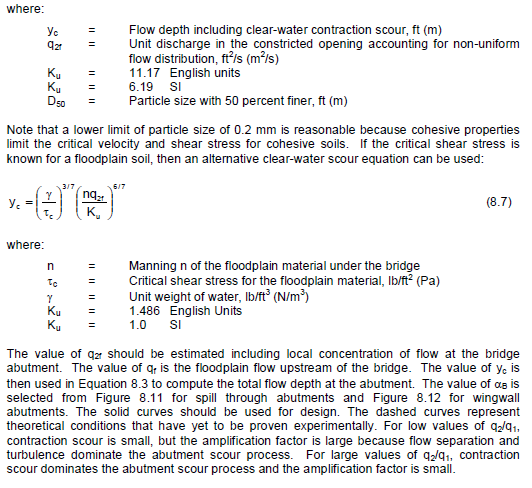 where:
yc = Flow depth including clear-water contraction scour, ft (m)
q2f = Unit discharge in the constricted opening accounting for non-uniform
flow distribution, ft²/s (m²/s)
Ku = 11.17 English units
Ku = 6.19 SI
D50 = Particle size with 50 percent finer, ft (m)
Note that a lower limit of particle size of 0.2 mm is reasonable because cohesive properties
limit the critical velocity and shear stress for cohesive soils. If the critical shear stress is
known for a floodplain soil, then an alternative clear-water scour equation can be used:
yc = (γ/τc)^3/7 (nq2f/Ku)^6/7 (8.7)
where:
n = Manning n of the floodplain material under the bridge
τc = Critical shear stress for the floodplain material, lb/ft² (Pa)
γ = Unit weight of water, lb/ft³ (N/m³)
Ku = 1.486 English Units
Ku = 1.0 SI
The value of q2f should be estimated including local concentration of flow at the bridge
abutment. The value of qf is the floodplain flow upstream of the bridge. The value of yc is
then used in Equation 8.3 to compute the total flow depth at the abutment. The value of αB is
selected from Figure 8.11 for spill through abutments and Figure 8.12 for wingwall
abutments. The solid curves should be used for design. The dashed curves represent
theoretical conditions that have yet to be proven experimentally. For low values of q2/q1,
contraction scour is small, but the amplification factor is large because flow separation and
turbulence dominate the abutment scour process. For large values of q2/q1, contraction
scour dominates the abutment scour process and the amplification factor is small.